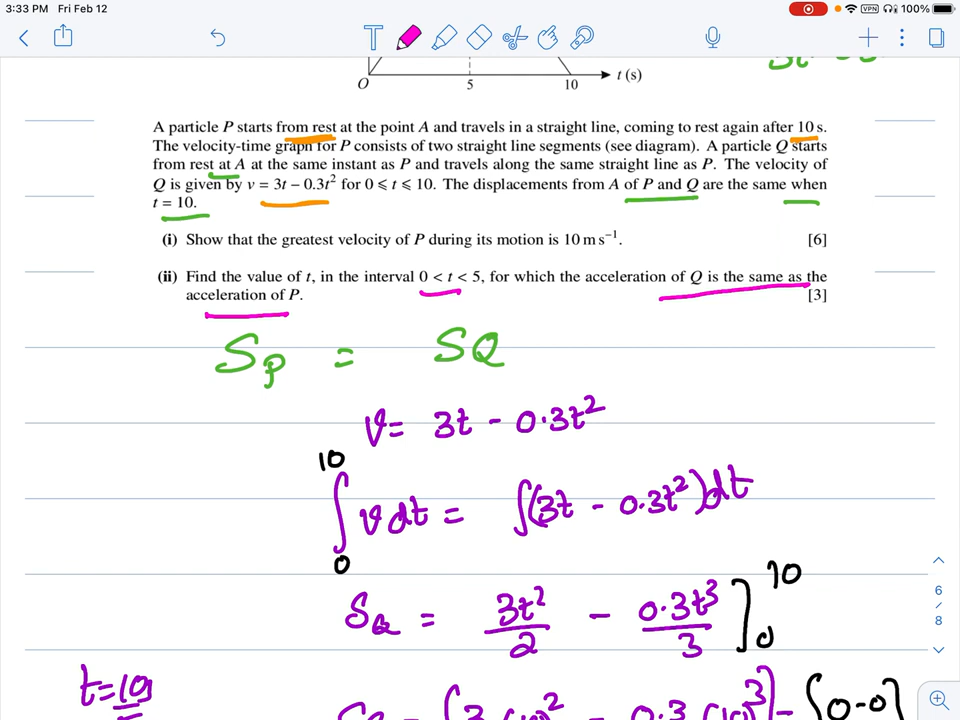 3:33 PM Fri Feb 12
VPN 100%
T
3t
O 5 10 t (s)
A particle P starts from rest at the point A and travels in a straight line, coming to rest again after 10 s.
The velocity-time graph for P consists of two straight line segments (see diagram). A particle Q starts
from rest at A at the same instant as P and travels along the same straight line as P. The velocity of
Q is given by v = 3t − 0.3t² for 0 ⩽ t ⩽ 10. The displacements from A of P and Q are the same when
t = 10.
(i) Show that the greatest velocity of P during its motion is 10 m s⁻¹. [6]
(ii) Find the value of t, in the interval 0 < t < 5, for which the acceleration of Q is the same as the
acceleration of P. [3]
Sp = SQ
v = 3t - 0.3t²
∫₀¹⁰ v dt = ∫(3t - 0.3t²)dt
S_Q = 3t²/2 - 0.3t³/3 ]₀¹⁰
6/8
t=10